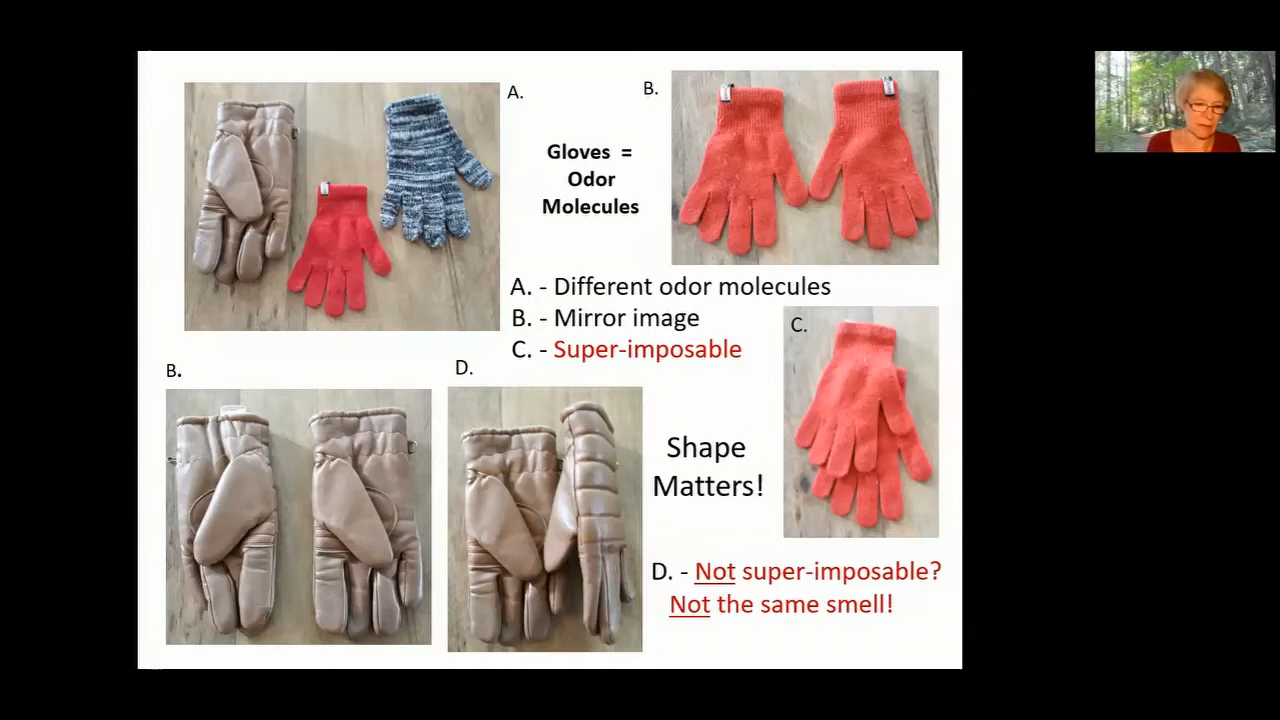 A.
B.
Gloves =
Odor
Molecules
A. - Different odor molecules
B. - Mirror image
C. - Super-imposable
C.
B.
D.
Shape
Matters!
D. - Not super-imposable?
Not the same smell!